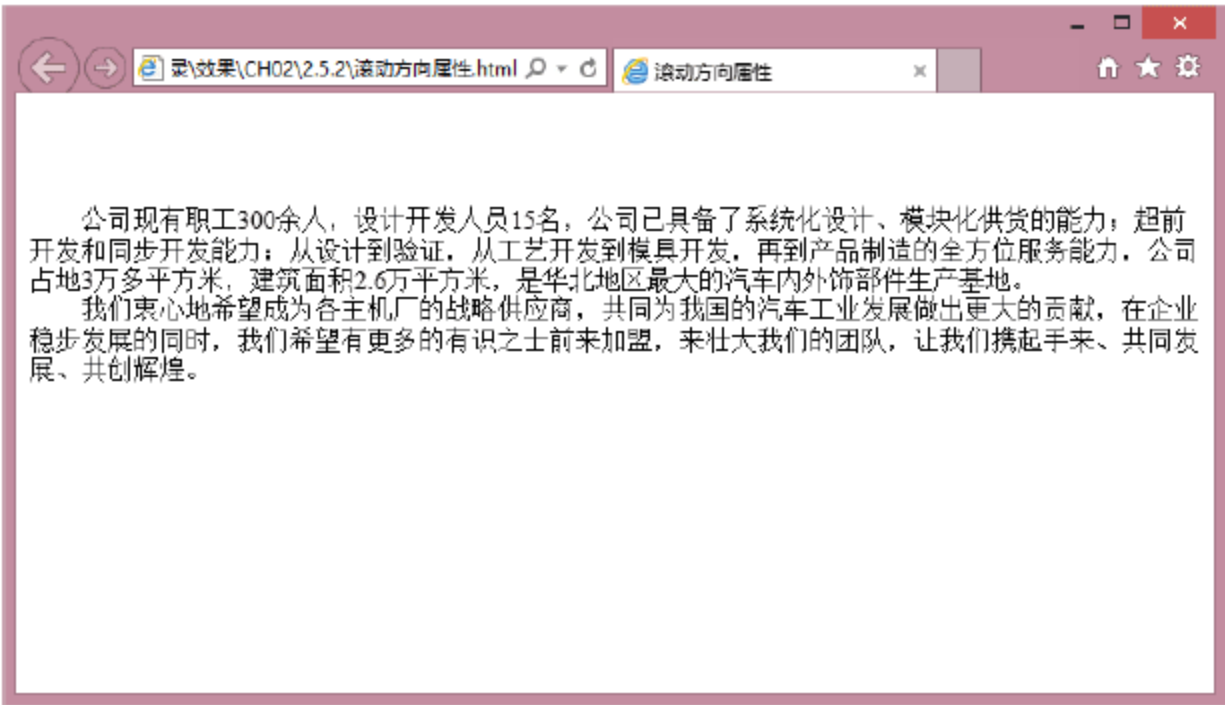 录\效果\CH02\2.5.2\滚动方向属性.html
滚动方向属性
公司现有职工300余人，设计开发人员15名，公司已具备了系统化设计、模块化供货的能力；超前
开发和同步开发能力；从设计到验证，从工艺开发到模具开发，再到产品制造的全方位服务能力，公司
占地3万多平方米，建筑面积2.6万平方米，是华北地区最大的汽车内外饰部件生产基地。
我们衷心地希望成为各主机厂的战略供应商，共同为我国的汽车工业发展做出更大的贡献，在企业
稳步发展的同时，我们希望有更多的有识之士前来加盟，来壮大我们的团队，让我们携起手来、共同发
展、共创辉煌。